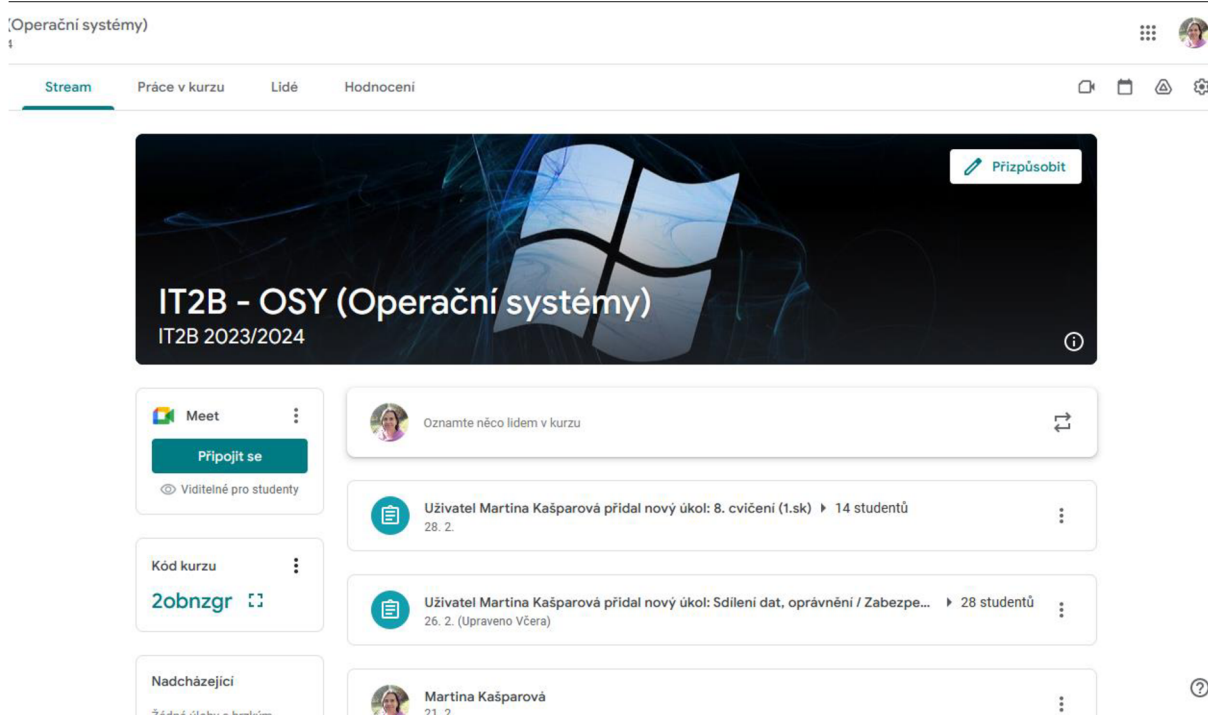 (Operační systémy)
4
Stream
Práce v kurzu
Lidé
Hodnocení
Přizpůsobit
IT2B - OSY (Operační systémy)
IT2B 2023/2024
Meet
Připojit se
Viditelné pro studenty
Oznamte něco lidem v kurzu
Uživatel Martina Kašparová přidal nový úkol: 8. cvičení (1.sk) 14 studentů
28. 2.
Kód kurzu
2obnzgr
Uživatel Martina Kašparová přidal nový úkol: Sdílení dat, oprávnění / Zabezpe... 28 studentů
26. 2. (Upraveno Včera)
Nadcházející
Martina Kašparová
21. 2.